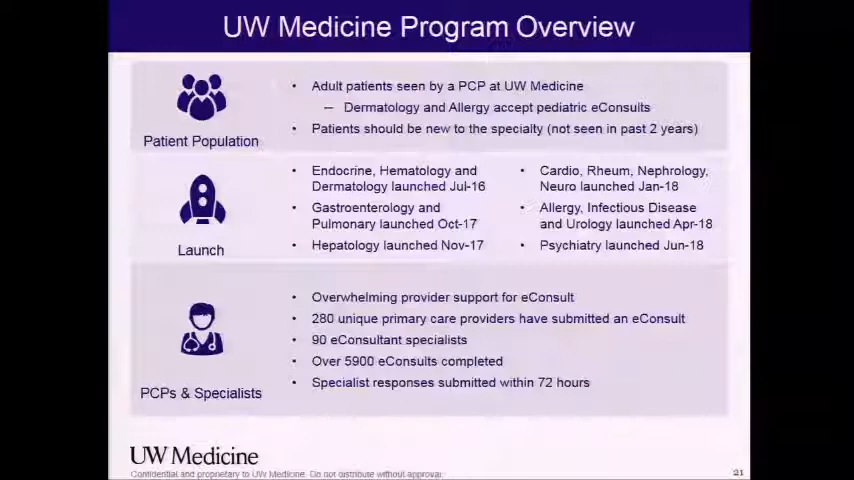 UW Medicine Program Overview
Patient Population
• Adult patients seen by a PCP at UW Medicine
– Dermatology and Allergy accept pediatric eConsults
• Patients should be new to the specialty (not seen in past 2 years)
Launch
• Endocrine, Hematology and
Dermatology launched Jul-16
• Gastroenterology and
Pulmonary launched Oct-17
• Hepatology launched Nov-17
• Cardio, Rheum, Nephrology,
Neuro launched Jan-18
• Allergy, Infectious Disease
and Urology launched Apr-18
• Psychiatry launched Jun-18
PCPs & Specialists
• Overwhelming provider support for eConsult
• 280 unique primary care providers have submitted an eConsult
• 90 eConsultant specialists
• Over 5900 eConsults completed
• Specialist responses submitted within 72 hours
UW Medicine
Confidential and proprietary to UW Medicine. Do not distribute without approval.
21